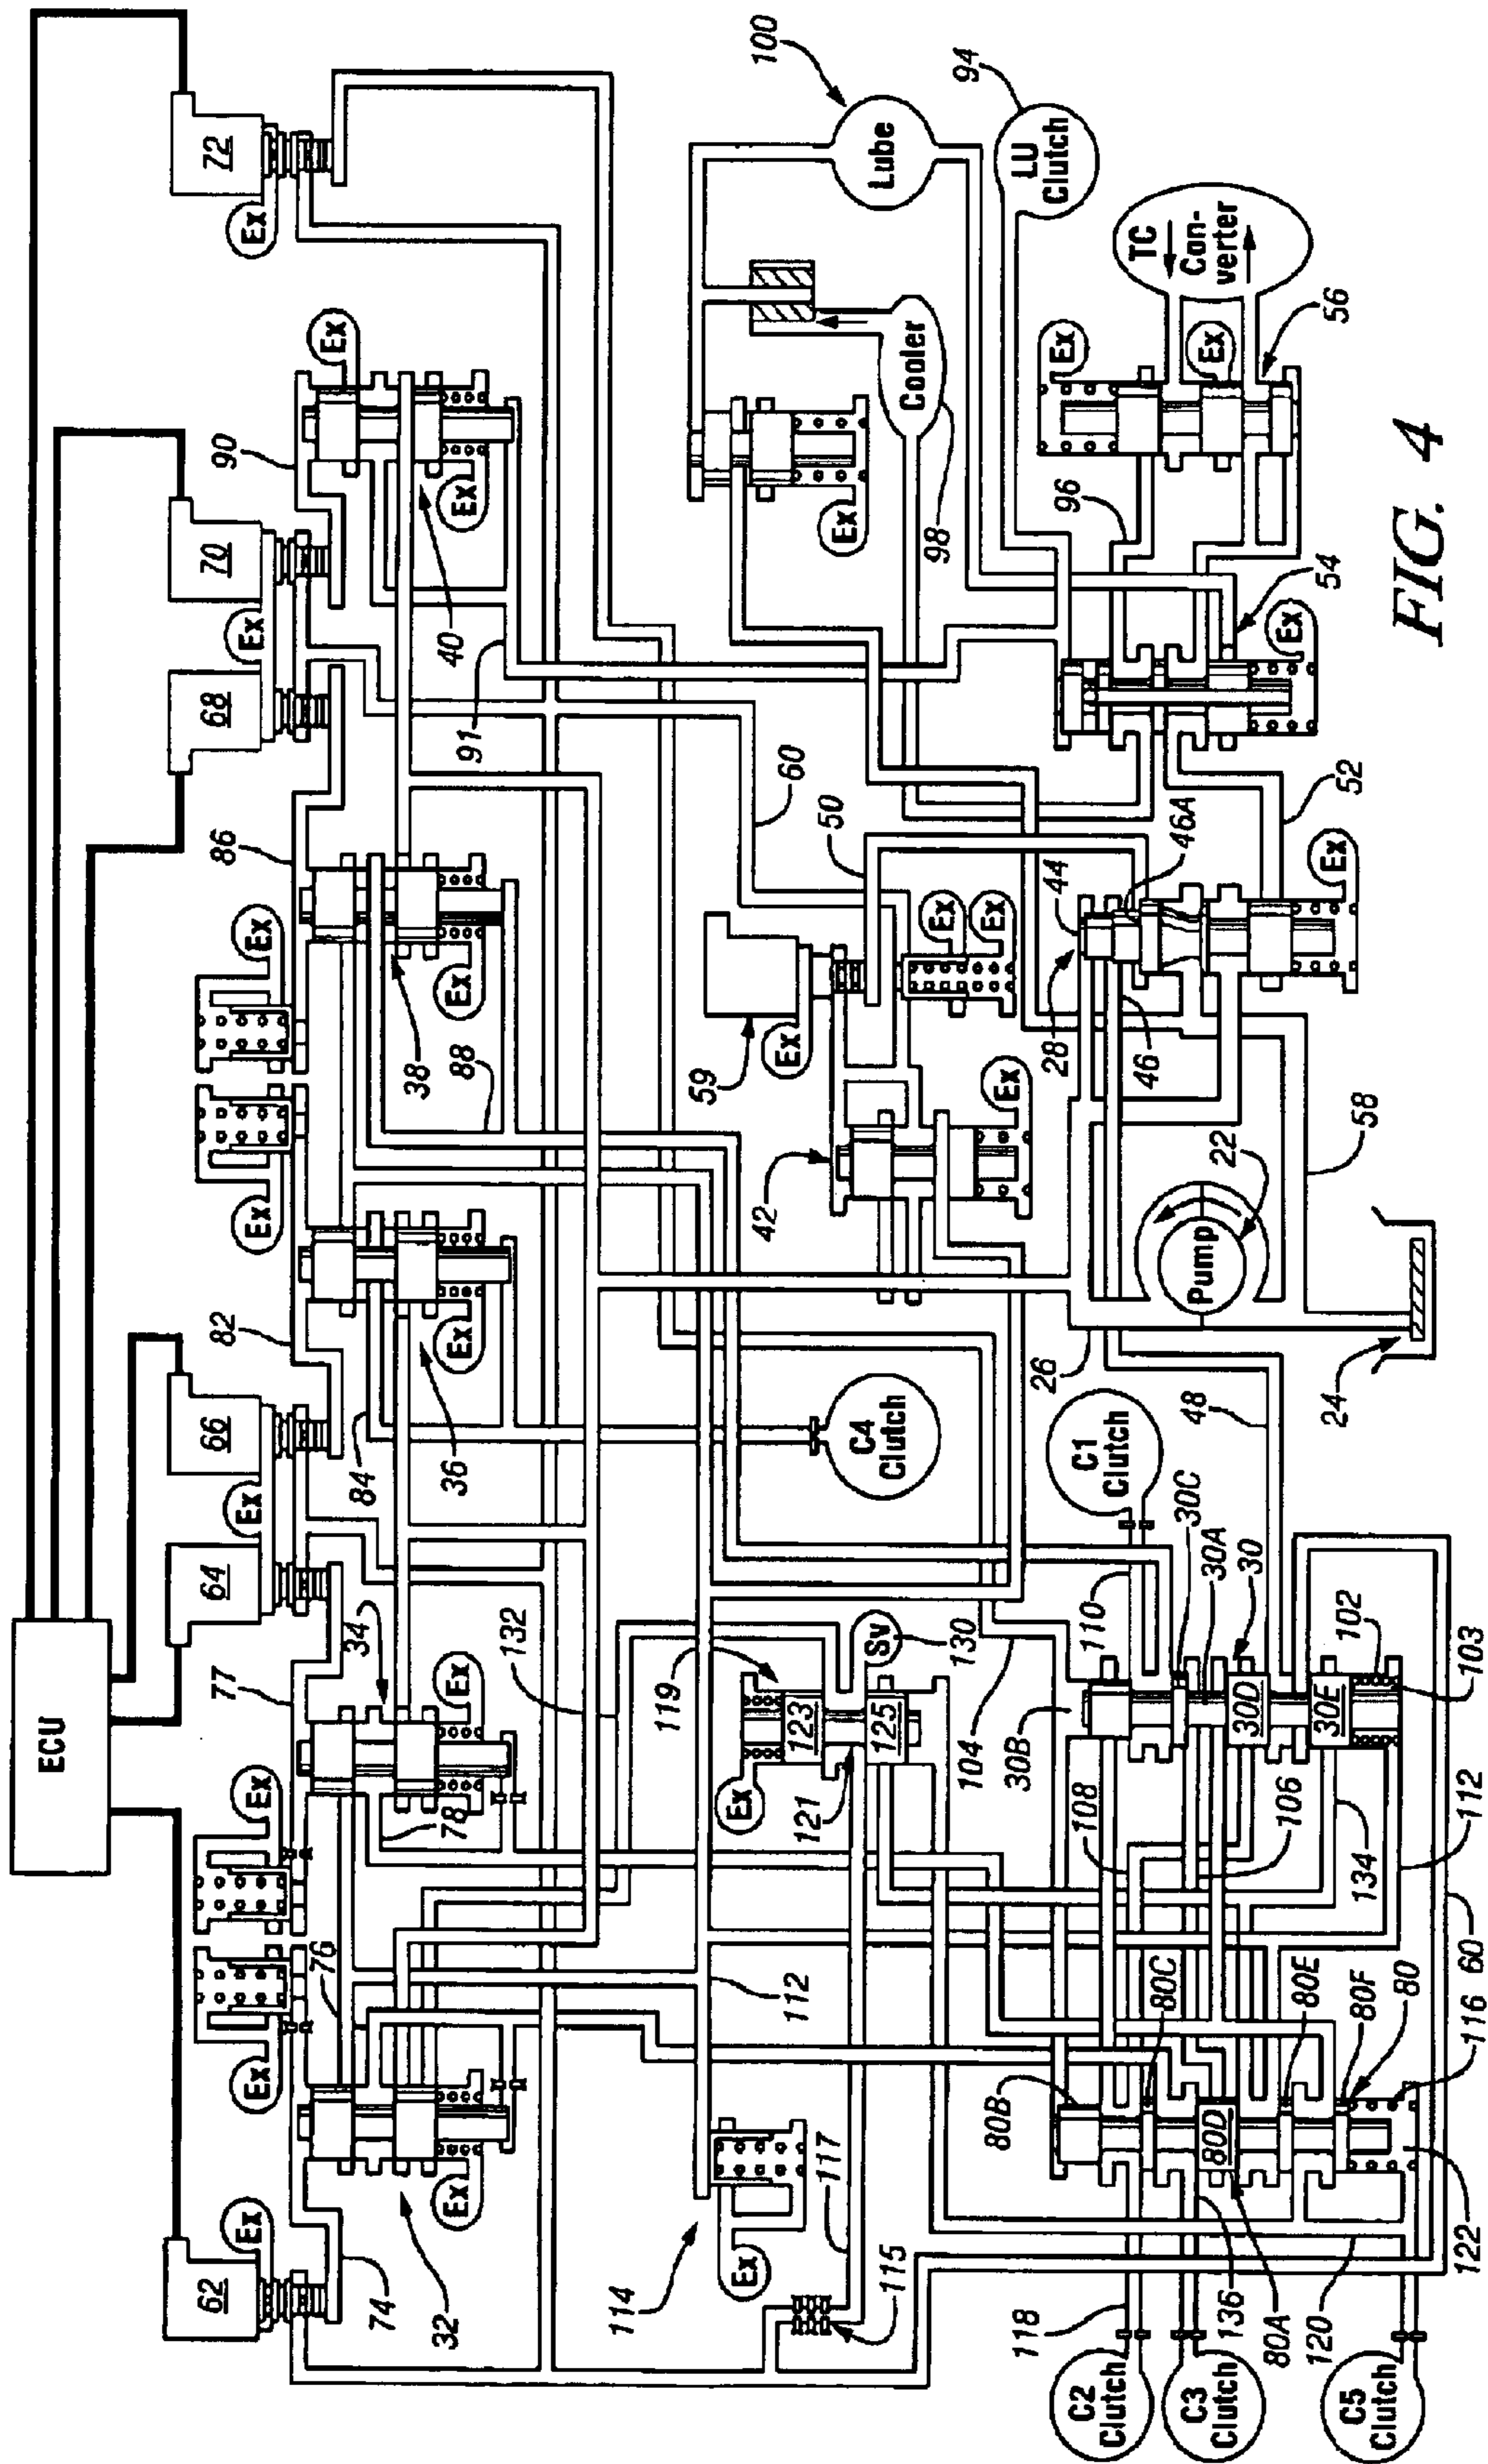 ECU
62
Ex
64
Ex
66
68
Ex
70
72
Ex
74
Ex
76
Ex
77
82
Ex
Ex
86
90
Ex
32
Ex
78
34
Ex
84
36
Ex
38
Ex
88
40
Ex
91
132
114
Ex
112
Ex
119
123
121
125
Sv
130
115
117
C4
Clutch
42
Ex
59
Ex
Ex
Ex
50
60
Ex
98
Cooler
Lube
100
LU
Clutch
94
TC
Con-
verter
Ex
Ex
56
96
54
Ex
52
28
44
46A
46
Ex
58
Pump
22
24
26
48
C1
Clutch
104
110
30B
30C
30A
30
30D
30E
102
103
108
106
134
112
80B
80C
80D
80E
80F
80
60
116
122
118
136
80A
120
C2
Clutch
C3
Clutch
C5
Clutch
FIG. 4